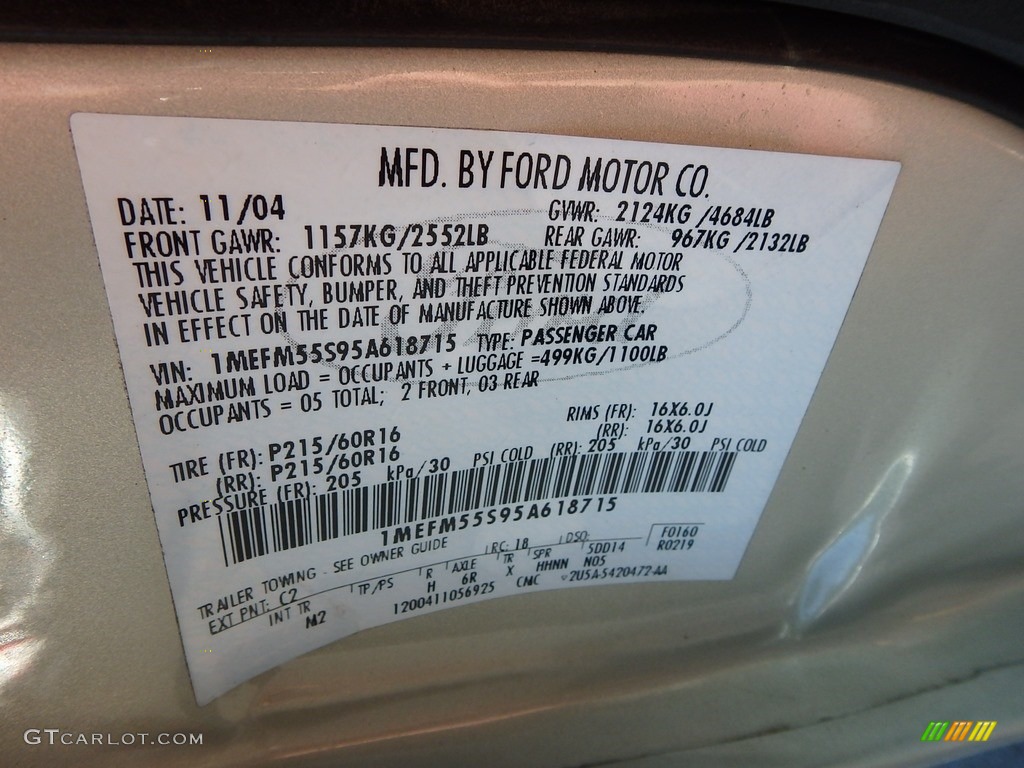 MFD. BY FORD MOTOR CO.
DATE: 11/04 GVWR: 2124KG / 4684LB
FRONT GAWR: 1157KG/2552LB REAR GAWR: 967KG / 2132LB
THIS VEHICLE CONFORMS TO ALL APPLICABLE FEDERAL MOTOR
VEHICLE SAFETY, BUMPER, AND THEFT PREVENTION STANDARDS
IN EFFECT ON THE DATE OF MANUFACTURE SHOWN ABOVE.
VIN: 1MEFM55S95A618715 TYPE: PASSENGER CAR
MAXIMUM LOAD = OCCUPANTS + LUGGAGE =499KG/1100LB
OCCUPANTS = 05 TOTAL; 2 FRONT, 03 REAR
RIMS (FR): 16X6.0J
TIRE (FR): P215/60R16 (RR): 16X6.0J
(RR): P215/60R16
PRESSURE (FR): 205 kPa/30 PSI COLD (RR): 205 kPa/30 PSI COLD
1MEFM55S95A618715
TRAILER TOWING - SEE OWNER GUIDE
EXT PNT: C2 RC: 18 DSO: F0160
TP/PS R AXLE TR SPR 5DD14 R0219
INT TR H 6R X HHNN N05
M2 1200411056925 CMC 2U5A-5420472-AA
GTCARLOT.COM